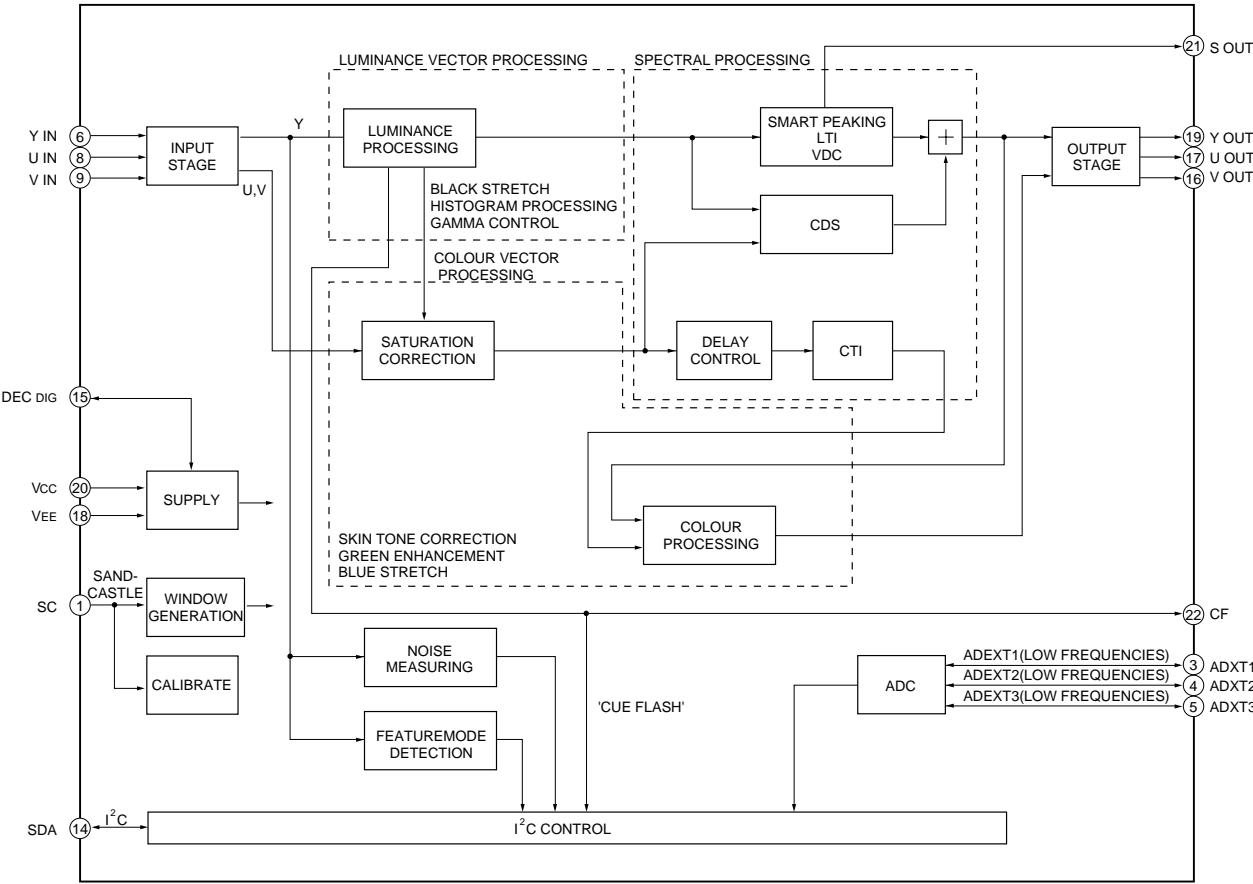 21 S OUT
LUMINANCE VECTOR PROCESSING
SPECTRAL PROCESSING
Y
Y IN 6
U IN 8
V IN 9
INPUT
STAGE
U,V
LUMINANCE
PROCESSING
SMART PEAKING
LTI
VDC
+
OUTPUT
STAGE
19 Y OUT
17 U OUT
16 V OUT
BLACK STRETCH
HISTOGRAM PROCESSING
GAMMA CONTROL
CDS
COLOUR VECTOR
PROCESSING
SATURATION
CORRECTION
DELAY
CONTROL
CTI
DEC DIG 15
VCC 20
VEE 18
SUPPLY
COLOUR
PROCESSING
SKIN TONE CORRECTION
GREEN ENHANCEMENT
BLUE STRETCH
SAND-
CASTLE
SC 1
WINDOW
GENERATION
22 CF
NOISE
MEASURING
CALIBRATE
ADC
ADEXT1(LOW FREQUENCIES) 3 ADXT1
ADEXT2(LOW FREQUENCIES) 4 ADXT2
ADEXT3(LOW FREQUENCIES) 5 ADXT3
'CUE FLASH'
FEATUREMODE
DETECTION
SDA 14 I²C
I²C CONTROL